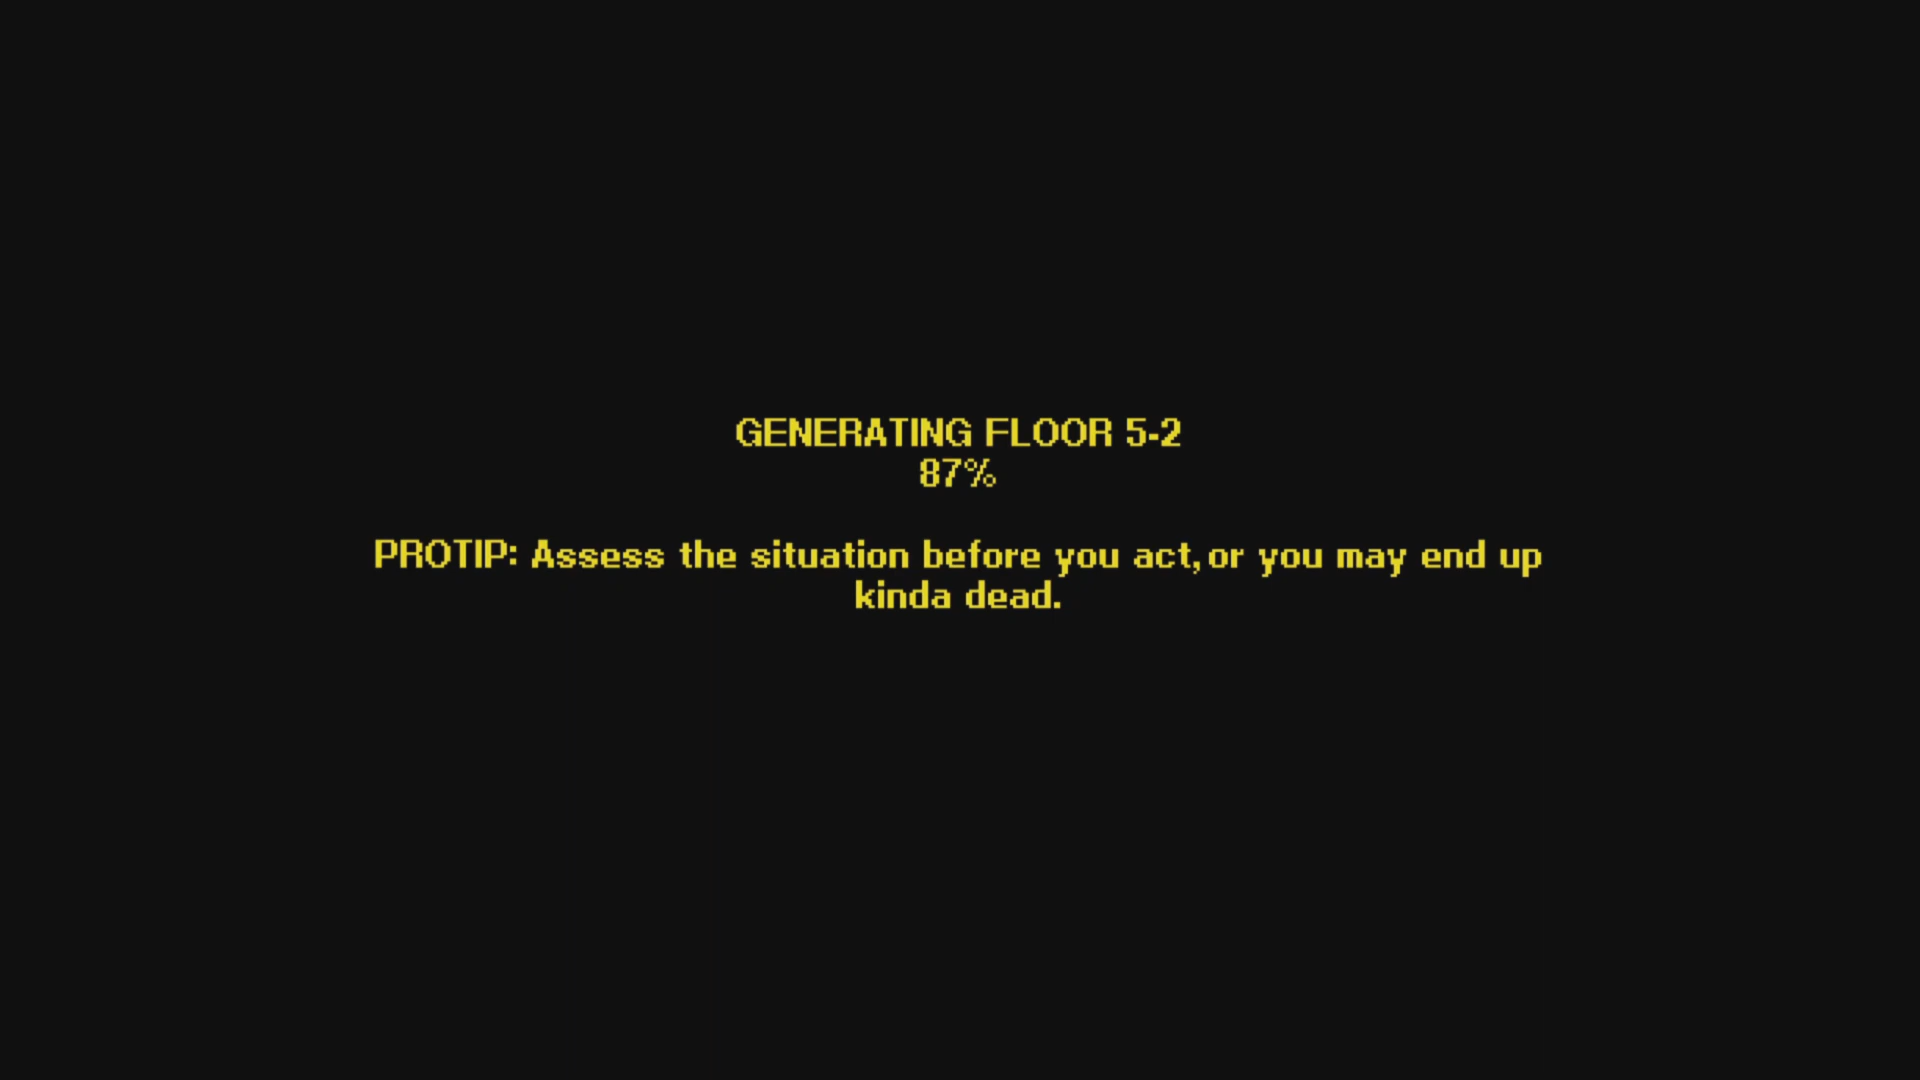 GENERATING FLOOR 5-2
87%
PROTIP: Assess the situation before you act, or you may end up
kinda dead.